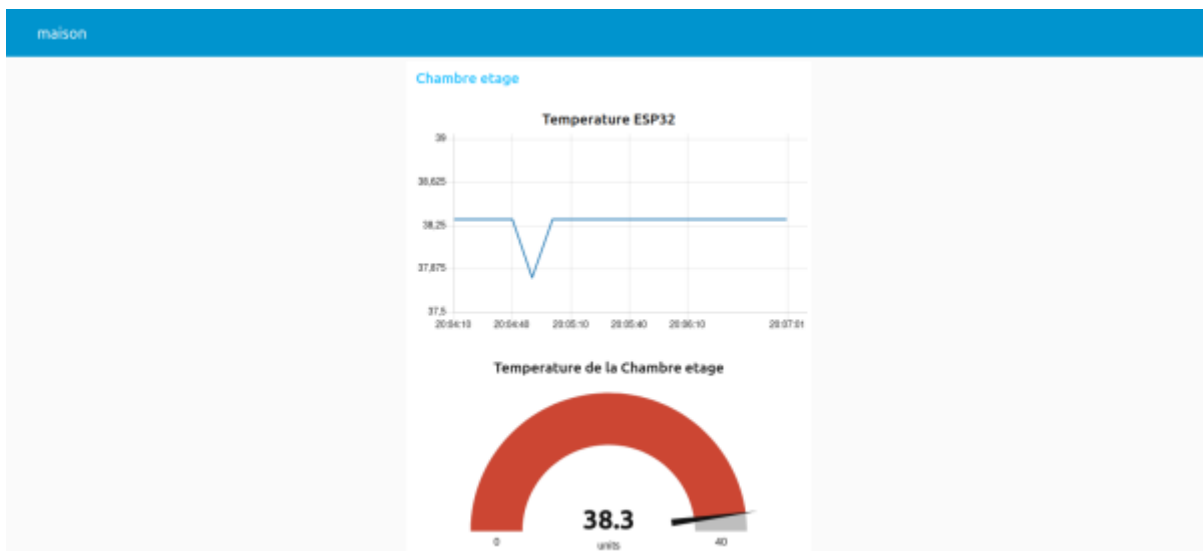 maison
Chambre etage
Temperature ESP32
39
38,625
38,25
37,875
37,5
20:04:10 20:04:40 20:05:10 20:05:40 20:06:10 20:07:01
Temperature de la Chambre etage
38.3
0 units 40